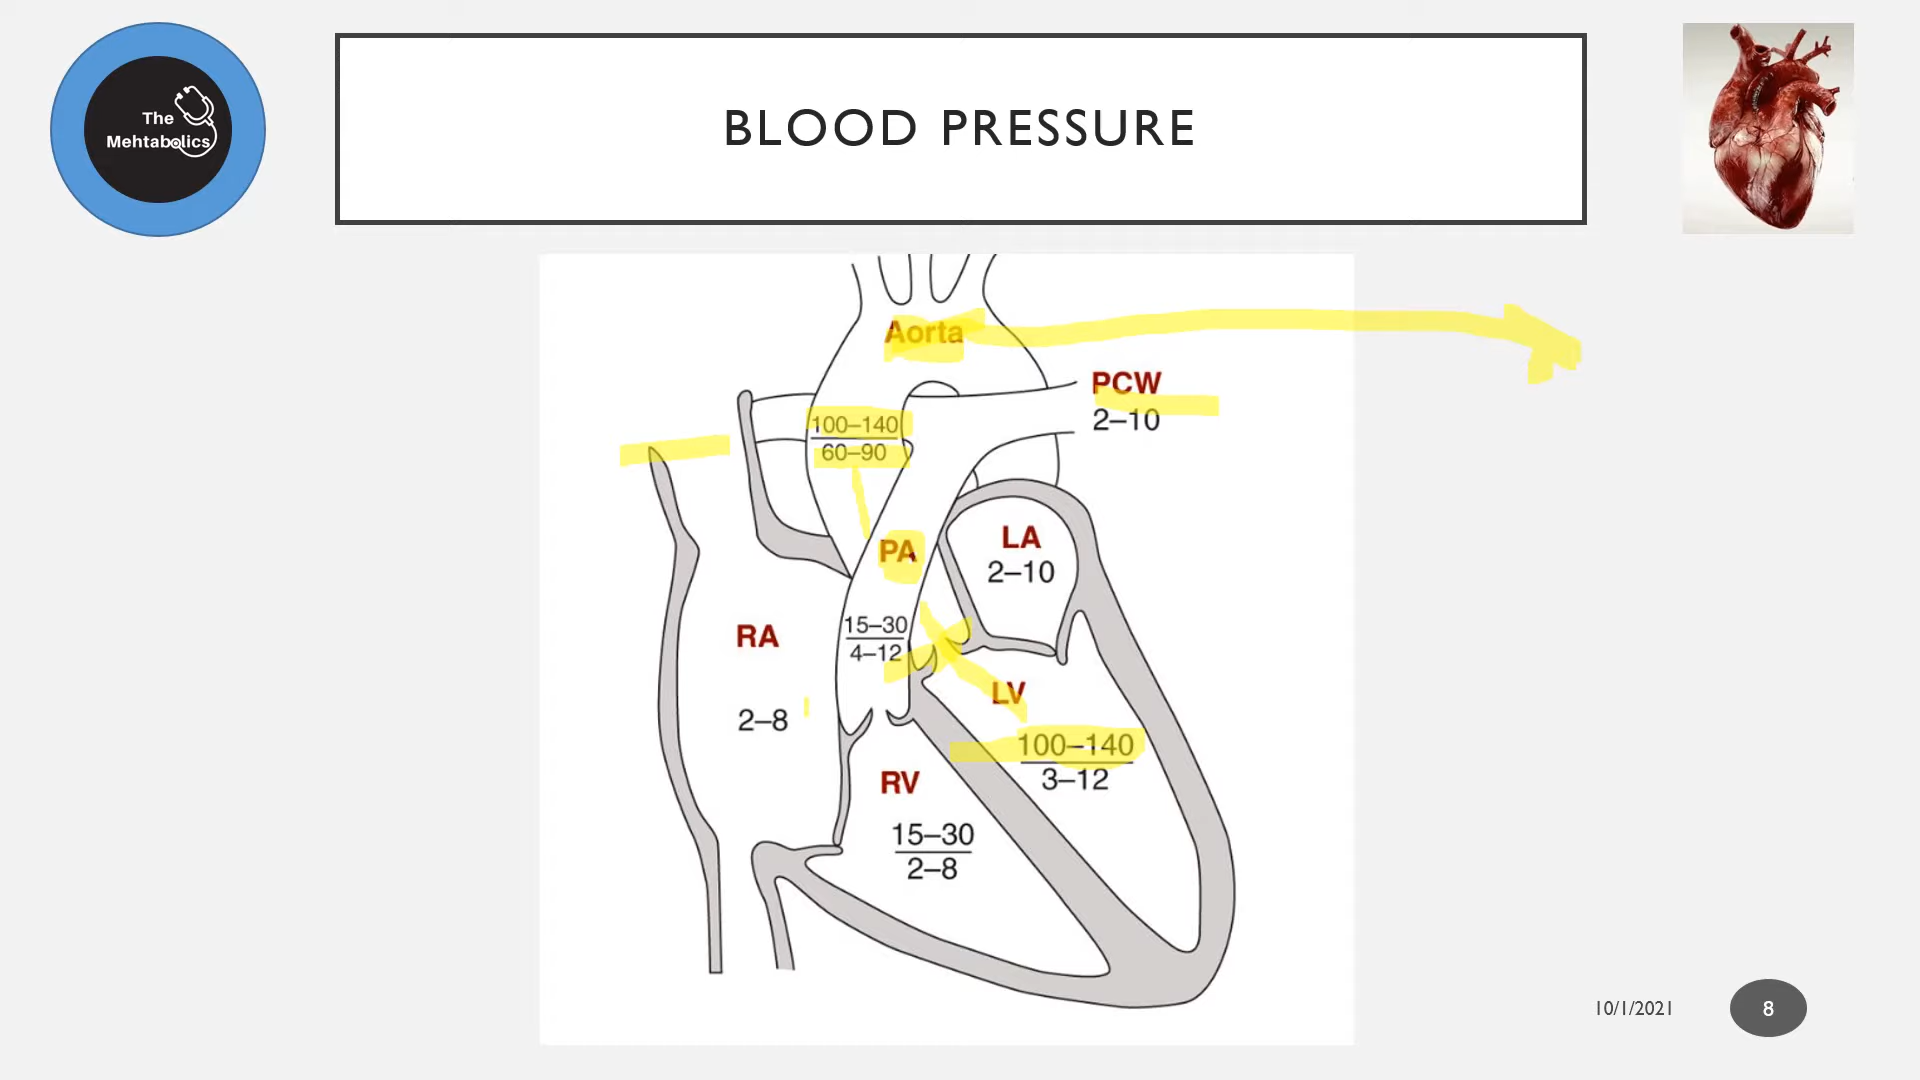 The
Mehtabolics
BLOOD PRESSURE
Aorta
PCW
2–10
100–140
60–90
PA
15–30
4–12
LA
2–10
RA
2–8
LV
100–140
3–12
RV
15–30
2–8
10/1/2021
8